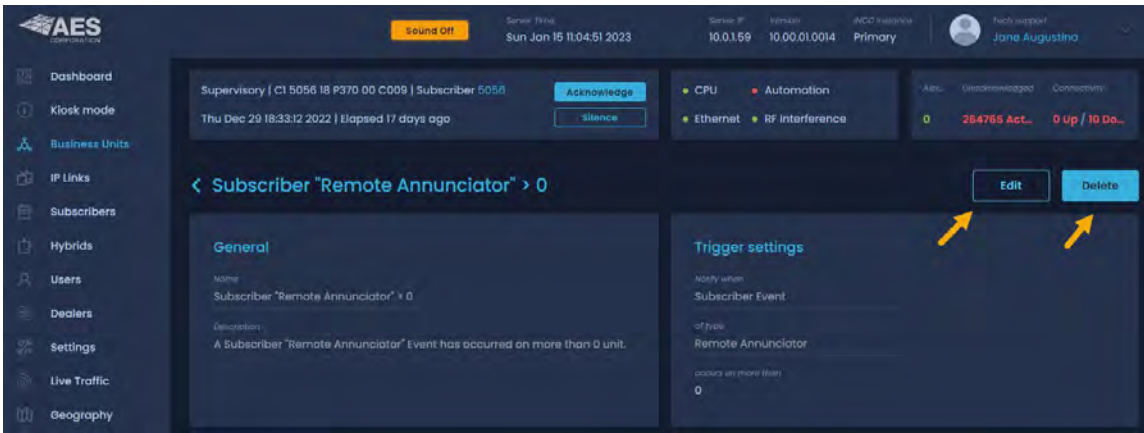 AES
CORPORATION
Sound Off
Server Time
Sun Jan 15 11:04:51 2023
Server IP
10.0.1.59
Version
10.00.01.0014
Primary
Tech support
Jane Augustino
Dashboard
Kiosk mode
Business Units
IP Links
Subscribers
Hybrids
Users
Dealers
Settings
Live Traffic
Geography
Supervisory | C1 5056 18 P370 00 C009 | Subscriber 5056
Thu Dec 29 18:33:12 2022 | Elapsed 17 days ago
Acknowledge
Silence
CPU
Automation
Ethernet
RF Interference
Unacknowledged
Connectivity
0
264765 Act...
0 Up / 10 Do...
< Subscriber "Remote Annunciator" > 0
Edit
Delete
General
Name
Subscriber "Remote Annunciator" > 0
Description
A Subscriber "Remote Annunciator" Event has occurred on more than 0 unit.
Trigger settings
Notify when
Subscriber Event
of type
Remote Annunciator
occurs on more than
0